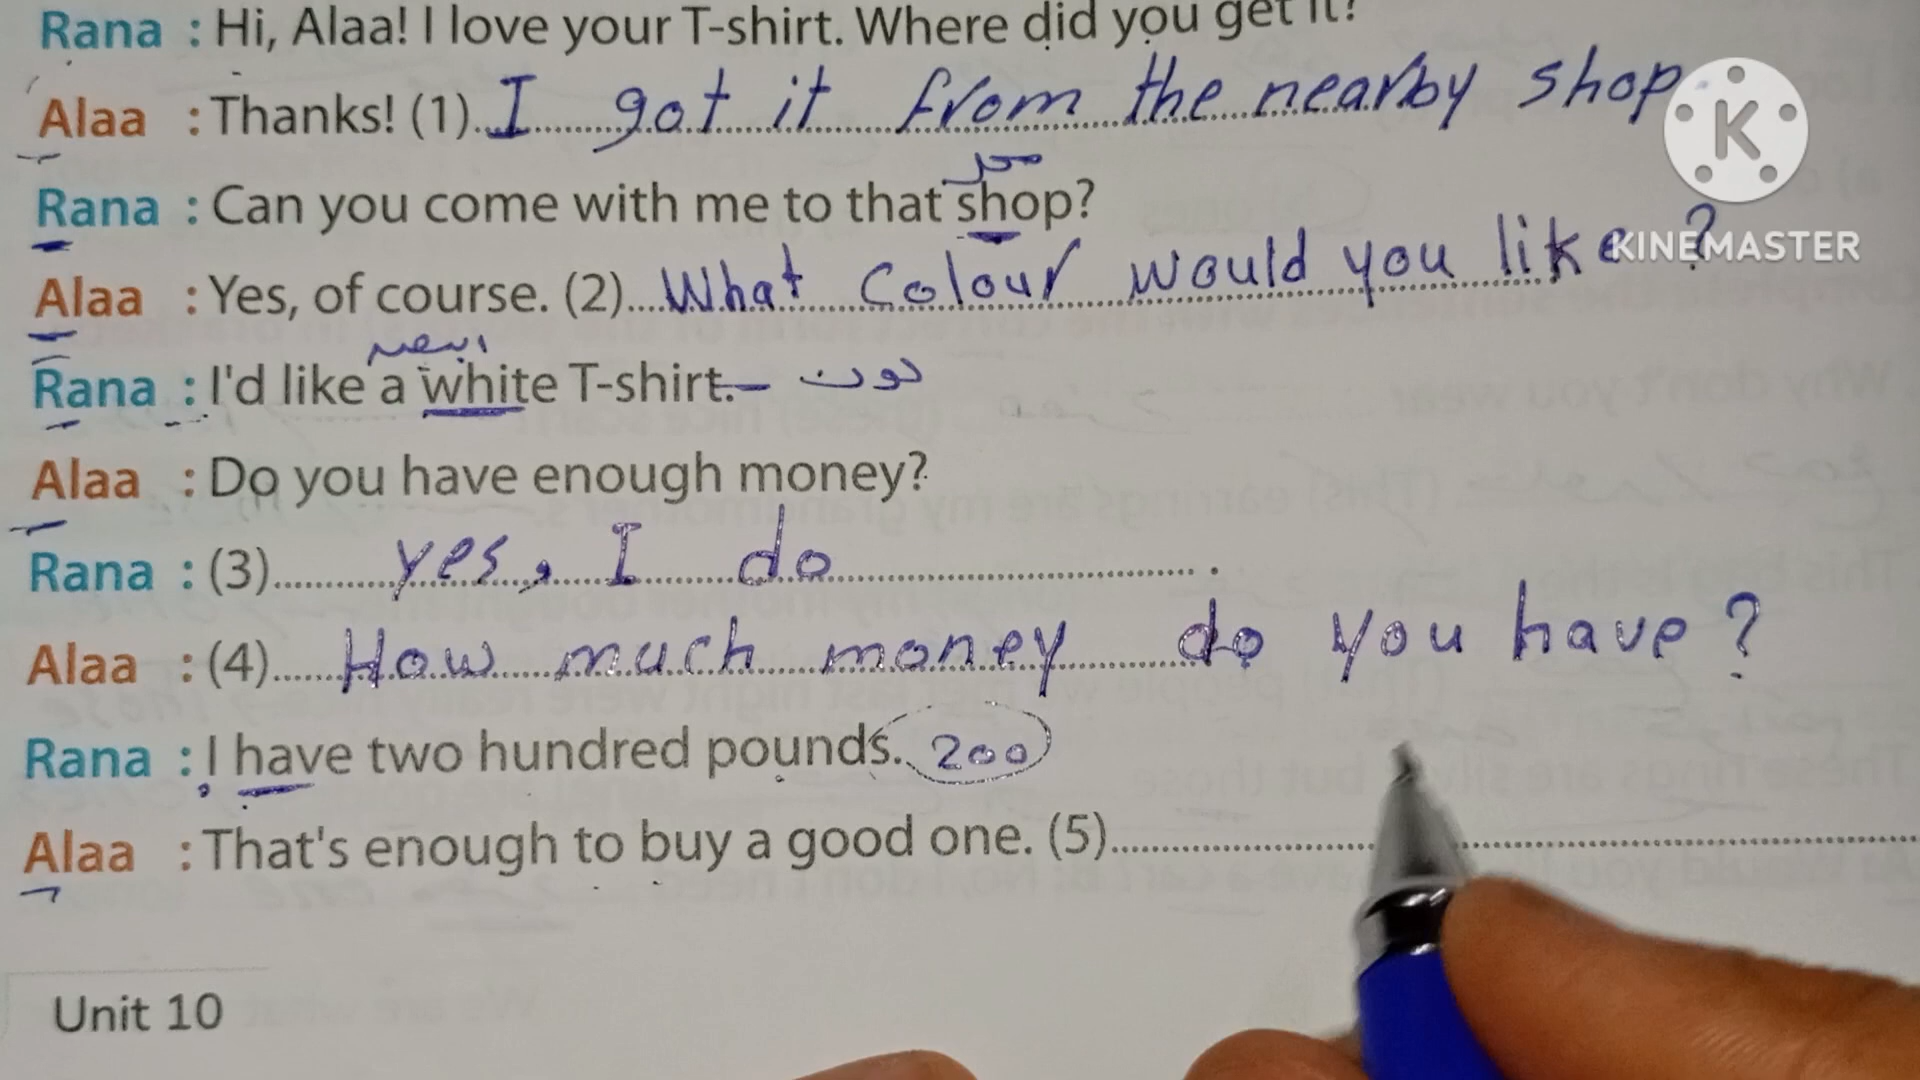 Rana : Hi, Alaa! I love your T-shirt. Where did you get it?
Alaa : Thanks! (1) I got it from the nearby shop.
محل
Rana : Can you come with me to that shop?
Alaa : Yes, of course. (2) What Colour would you like?
KINEMASTER
ابيض
Rana : I'd like a white T-shirt. لون
Alaa : Do you have enough money?
Rana : (3) yes, I do .
Alaa : (4) How much money do you have?
Rana : I have two hundred pounds. 200
Alaa : That's enough to buy a good one. (5)
Unit 10